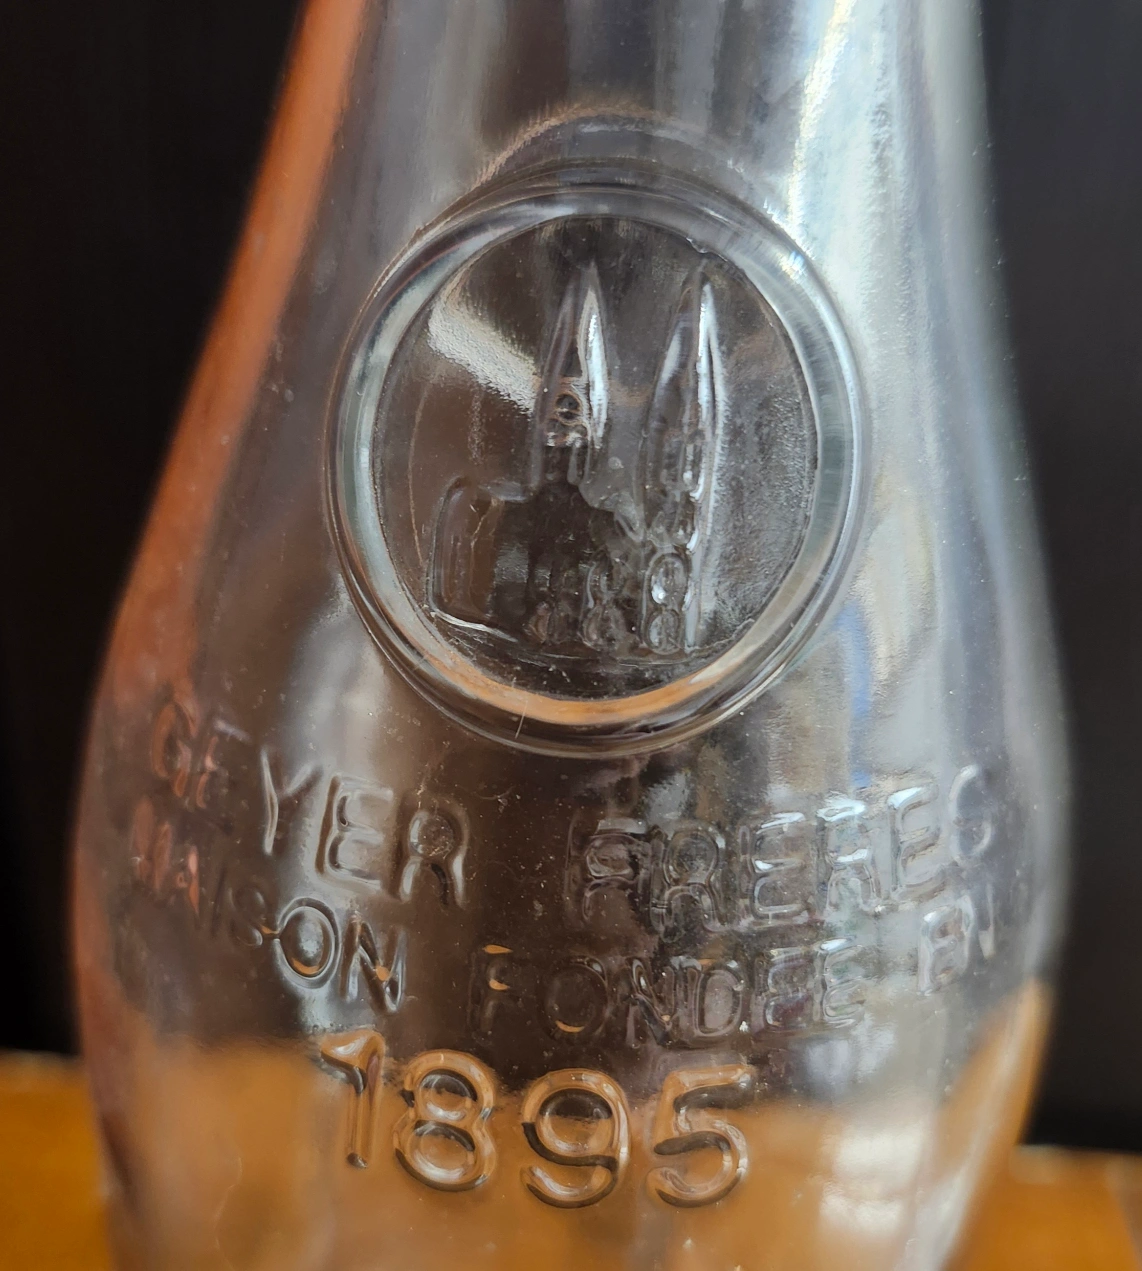 GEYER FRERES
MAISON FONDEE EN
1895